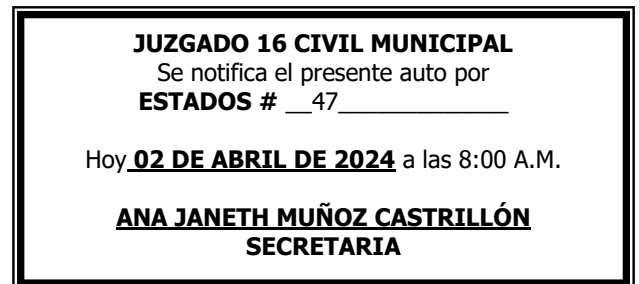 JUZGADO 16 CIVIL MUNICIPAL
Se notifica el presente auto por
ESTADOS # __47______________
Hoy 02 DE ABRIL DE 2024 a las 8:00 A.M.
ANA JANETH MUÑOZ CASTRILLÓN
SECRETARIA